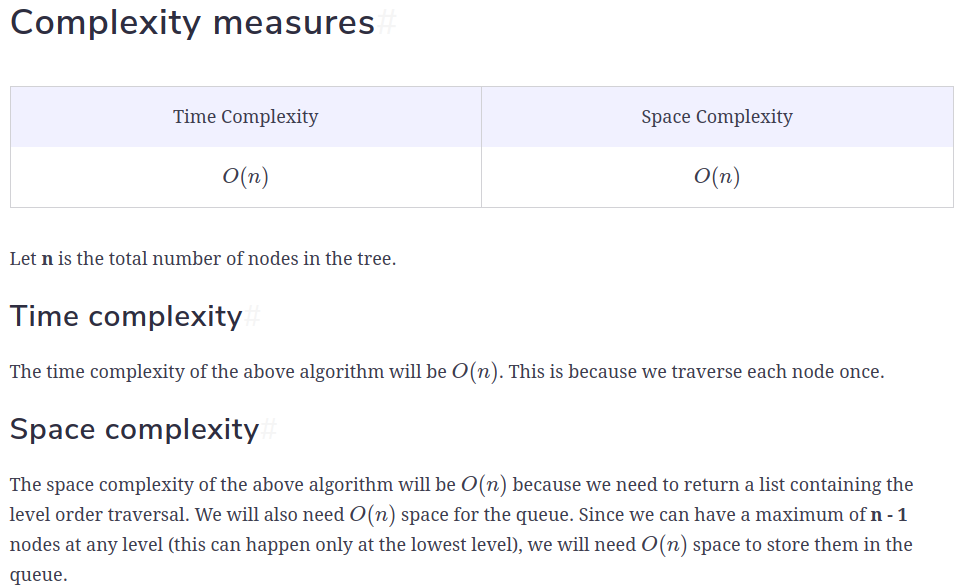 Complexity measures#
Time Complexity Space Complexity
O(n) O(n)
Let n is the total number of nodes in the tree.
Time complexity#
The time complexity of the above algorithm will be O(n). This is because we traverse each node once.
Space complexity#
The space complexity of the above algorithm will be O(n) because we need to return a list containing the
level order traversal. We will also need O(n) space for the queue. Since we can have a maximum of n - 1
nodes at any level (this can happen only at the lowest level), we will need O(n) space to store them in the
queue.